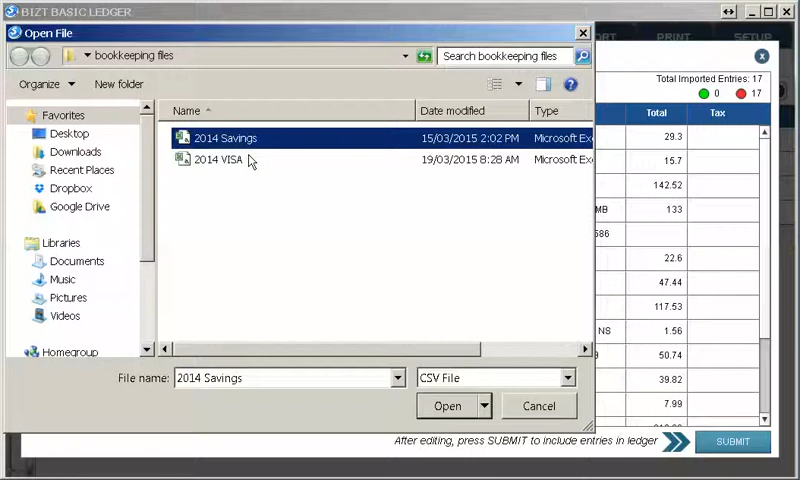 BIZT BASIC LEDGER
Open File
bookkeeping files
Search bookkeeping files
PRINT
SETUP
Organize
New folder
Total Imported Entries: 17
0
17
Favorites
Desktop
Downloads
Recent Places
Dropbox
Google Drive
Libraries
Documents
Music
Pictures
Videos
Homegroup
Name
Date modified
Type
2014 Savings
15/03/2015 2:02 PM
Microsoft Exc
2014 VISA
19/03/2015 8:28 AM
Microsoft Exc
Total
Tax
29.3
15.7
142.52
MB
133
586
22.6
47.44
117.53
NS
1.56
50.74
39.82
7.99
File name:
2014 Savings
CSV File
Open
Cancel
After editing, press SUBMIT to include entries in ledger
SUBMIT